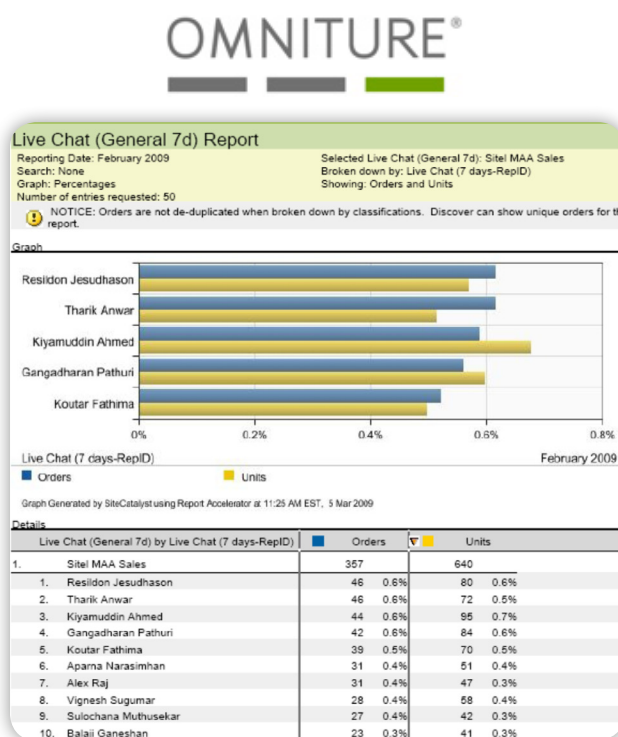 OMNITURE®
Live Chat (General 7d) Report
Reporting Date: February 2009
Search: None
Graph: Percentages
Number of entries requested: 50
Selected Live Chat (General 7d): Sitel MAA Sales
Broken down by: Live Chat (7 days-RepID)
Showing: Orders and Units
NOTICE: Orders are not de-duplicated when broken down by classifications. Discover can show unique orders for
report.
Graph
Resildon Jesudhason
Tharik Anwar
Kiyamuddin Ahmed
Gangadharan Pathuri
Koutar Fathima
0% 0.2% 0.4% 0.6% 0.8%
Live Chat (7 days-RepID) February 2009
Orders Units
Graph Generated by SiteCatalyst using Report Accelerator at 11:25 AM EST, 5 Mar 2009
Details
Live Chat (General 7d) by Live Chat (7 days-RepID) Orders Units
1. Sitel MAA Sales 357 640
1. Resildon Jesudhason 46 0.6% 80 0.6%
2. Tharik Anwar 46 0.6% 72 0.5%
3. Kiyamuddin Ahmed 44 0.6% 95 0.7%
4. Gangadharan Pathuri 42 0.6% 84 0.6%
5. Koutar Fathima 39 0.5% 70 0.5%
6. Aparna Narasimhan 31 0.4% 51 0.4%
7. Alex Raj 31 0.4% 47 0.3%
8. Vignesh Sugumar 28 0.4% 58 0.4%
9. Sulochana Muthusekar 27 0.4% 42 0.3%
10. Balaji Ganeshan 23 0.3% 41 0.3%